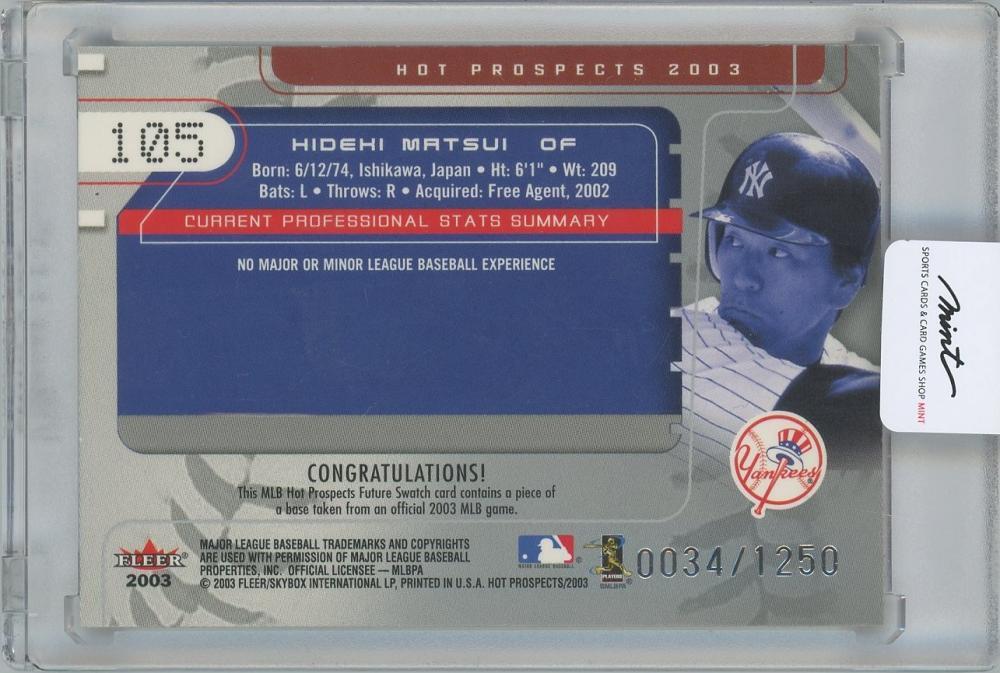 HOT PROSPECTS 2003
105
HIDEKI MATSUI OF
Born: 6/12/74, Ishikawa, Japan • Ht: 6'1" • Wt: 209
Bats: L • Throws: R • Acquired: Free Agent, 2002
CURRENT PROFESSIONAL STATS SUMMARY
NO MAJOR OR MINOR LEAGUE BASEBALL EXPERIENCE
NY
mint
SPORTS CARDS & CARD GAMES SHOP MINT
Yankees
CONGRATULATIONS!
This MLB Hot Prospects Future Swatch card contains a piece of
a base taken from an official 2003 MLB game.
FLEER®
2003
MAJOR LEAGUE BASEBALL TRADEMARKS AND COPYRIGHTS
ARE USED WITH PERMISSION OF MAJOR LEAGUE BASEBALL
PROPERTIES, INC. OFFICIAL LICENSEE — MLBPA
© 2003 FLEER/SKYBOX INTERNATIONAL LP, PRINTED IN U.S.A. HOT PROSPECTS/2003
MAJOR LEAGUE BASEBALL
PLAYERS
©MLBPA
0034/1250